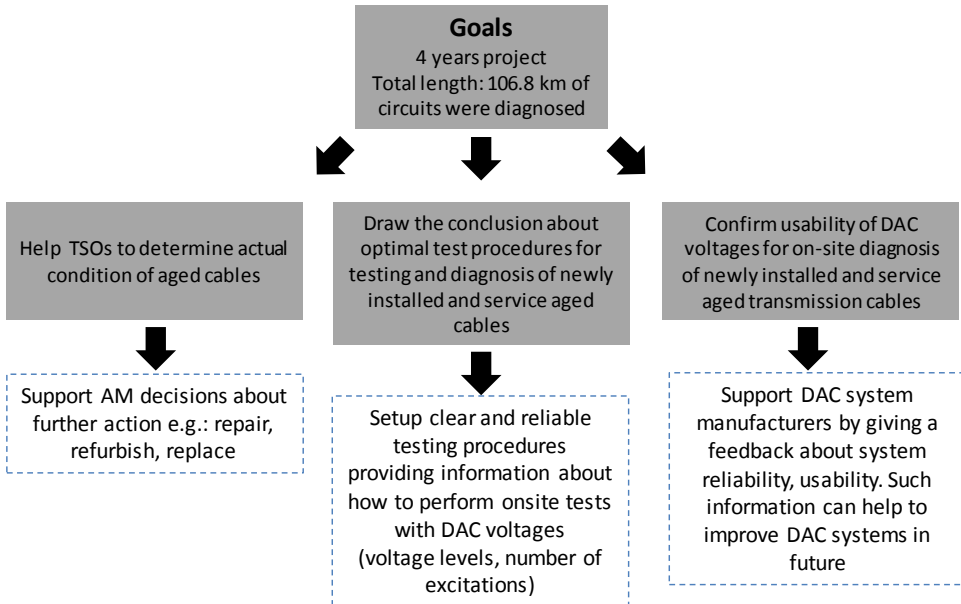 Goals
4 years project
Total length: 106.8 km of
circuits were diagnosed
Help TSOs to determine actual
condition of aged cables
Draw the conclusion about
optimal test procedures for
testing and diagnosis of newly
installed and service aged
cables
Confirm usability of DAC
voltages for on-site diagnosis
of newly installed and service
aged transmission cables
Support AM decisions about
further action e.g.: repair,
refurbish, replace
Setup clear and reliable
testing procedures
providing information about
how to perform onsite tests
with DAC voltages
(voltage levels, number of
excitations)
Support DAC system
manufacturers by giving a
feedback about system
reliability, usability. Such
information can help to
improve DAC systems in
future